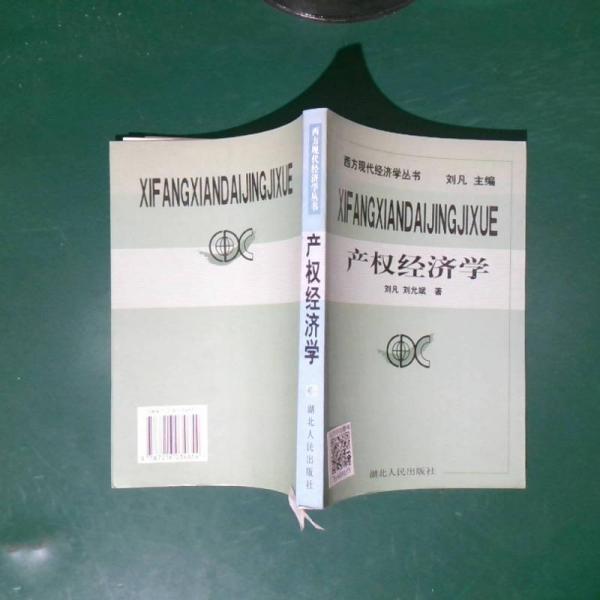 XIFANGXIANDAIJINGJIXUE
西方现代经济学丛书
产权经济学
湖北人民出版社
西方现代经济学丛书 刘凡 主编
XIFANGXIANDAIJINGJIXUE
产权经济学
刘凡 刘允斌 著
湖北人民出版社